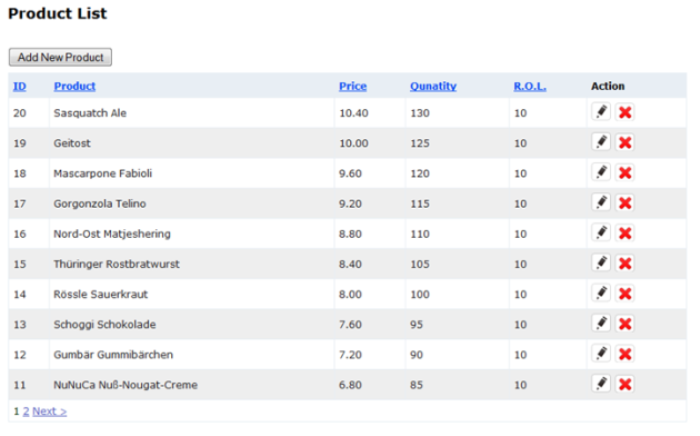 Product List
Add New Product
ID Product Price Qunatity R.O.L. Action
20 Sasquatch Ale 10.40 130 10
19 Geitost 10.00 125 10
18 Mascarpone Fabioli 9.60 120 10
17 Gorgonzola Telino 9.20 115 10
16 Nord-Ost Matjeshering 8.80 110 10
15 Thüringer Rostbratwurst 8.40 105 10
14 Rössle Sauerkraut 8.00 100 10
13 Schoggi Schokolade 7.60 95 10
12 Gumbär Gummibärchen 7.20 90 10
11 NuNuCa Nuß-Nougat-Creme 6.80 85 10
1 2 Next >